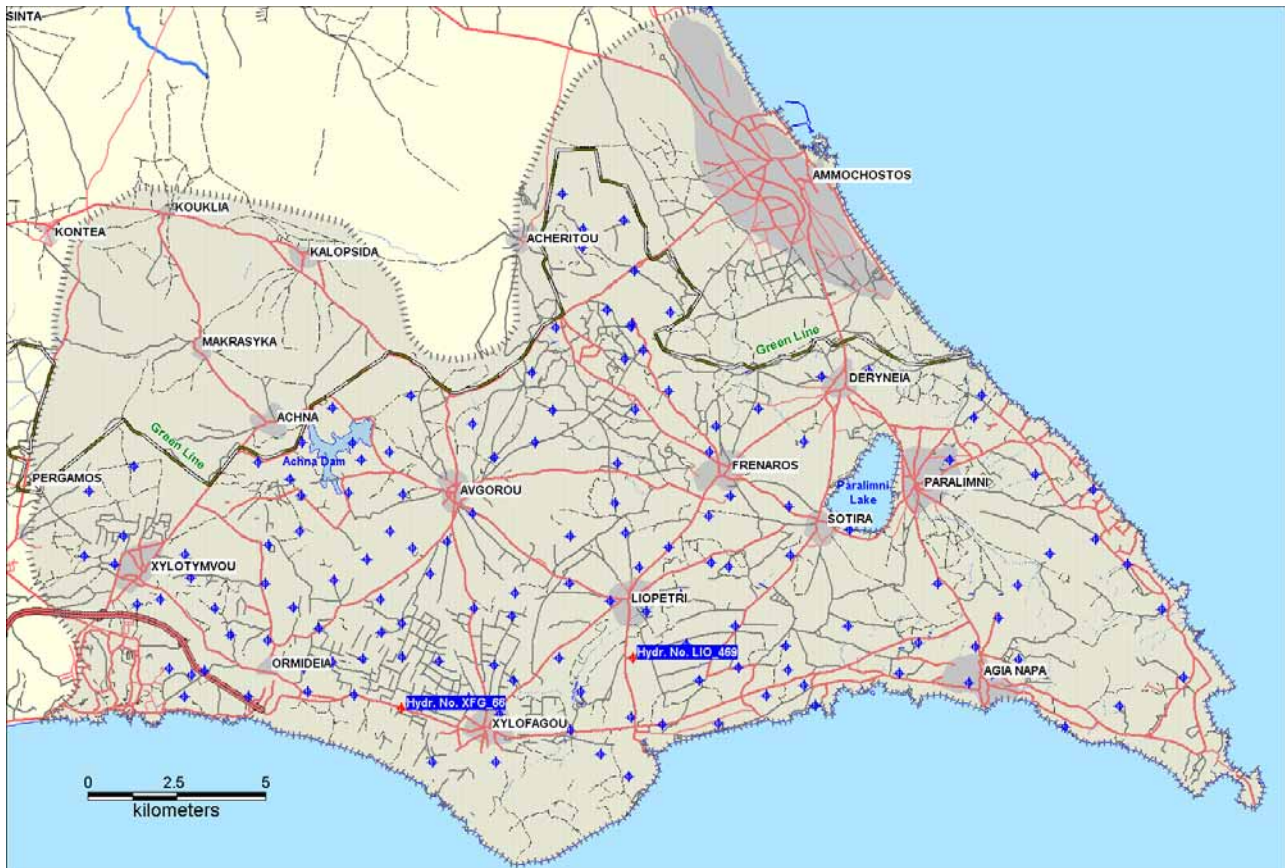 SINTA
AMMOCHOSTOS
KOUKLIA
KONTEA
ACHERITOU
KALOPSIDA
MAKRASYKA
Green Line
DERYNEIA
ACHNA
Green Line
Achna Dam
FRENAROS
PERGAMOS
AVGOROU
Paralimni
Lake
PARALIMNI
SOTIRA
XYLOTYMVOU
LIOPETRI
Hydr. No. LIO_469
ORMIDEIA
AGIA NAPA
Hydr. No. XFG_66
XYLOFAGOU
0 2.5 5
kilometers